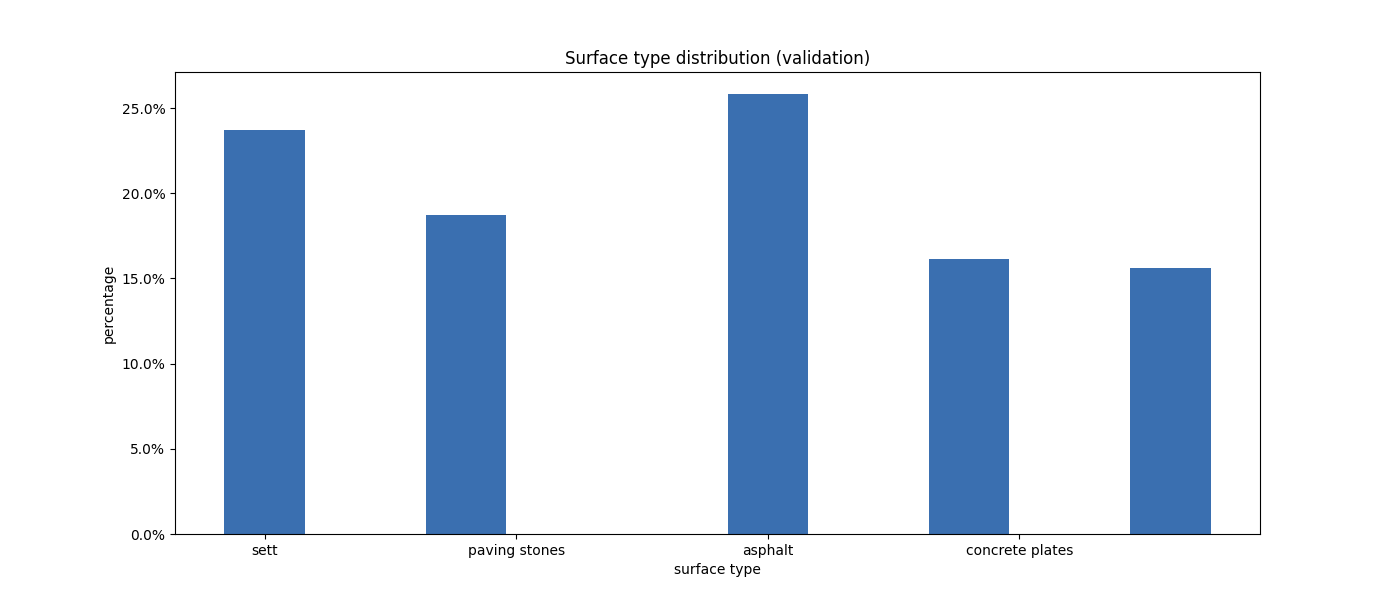 Surface type distribution (validation)
25.0%
20.0%
15.0%
10.0%
5.0%
0.0%
percentage
sett paving stones asphalt concrete plates
surface type